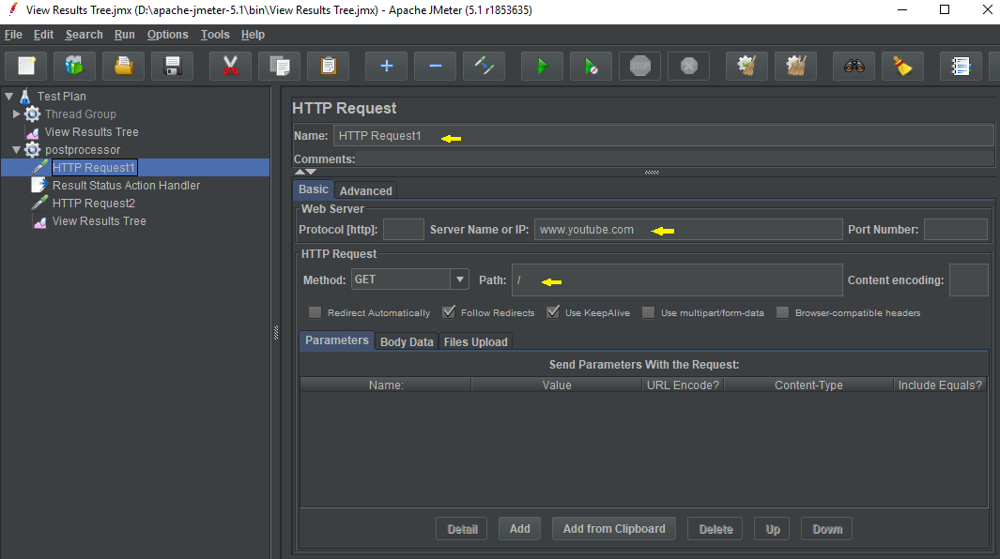 View Results Tree.jmx (D:\apache-jmeter-5.1\bin\View Results Tree.jmx) - Apache JMeter (5.1 r1853635)
File Edit Search Run Options Tools Help
STOP
Test Plan
Thread Group
View Results Tree
postprocessor
HTTP Request1
Result Status Action Handler
HTTP Request2
View Results Tree
HTTP Request
Name: HTTP Request1
Comments:
Basic Advanced
Web Server
Protocol [http]: Server Name or IP: www.youtube.com Port Number:
HTTP Request
Method: GET Path: / Content encoding:
Redirect Automatically Follow Redirects Use KeepAlive Use multipart/form-data Browser-compatible headers
Parameters Body Data Files Upload
Send Parameters With the Request:
Name: Value URL Encode? Content-Type Include Equals?
Detail Add Add from Clipboard Delete Up Down